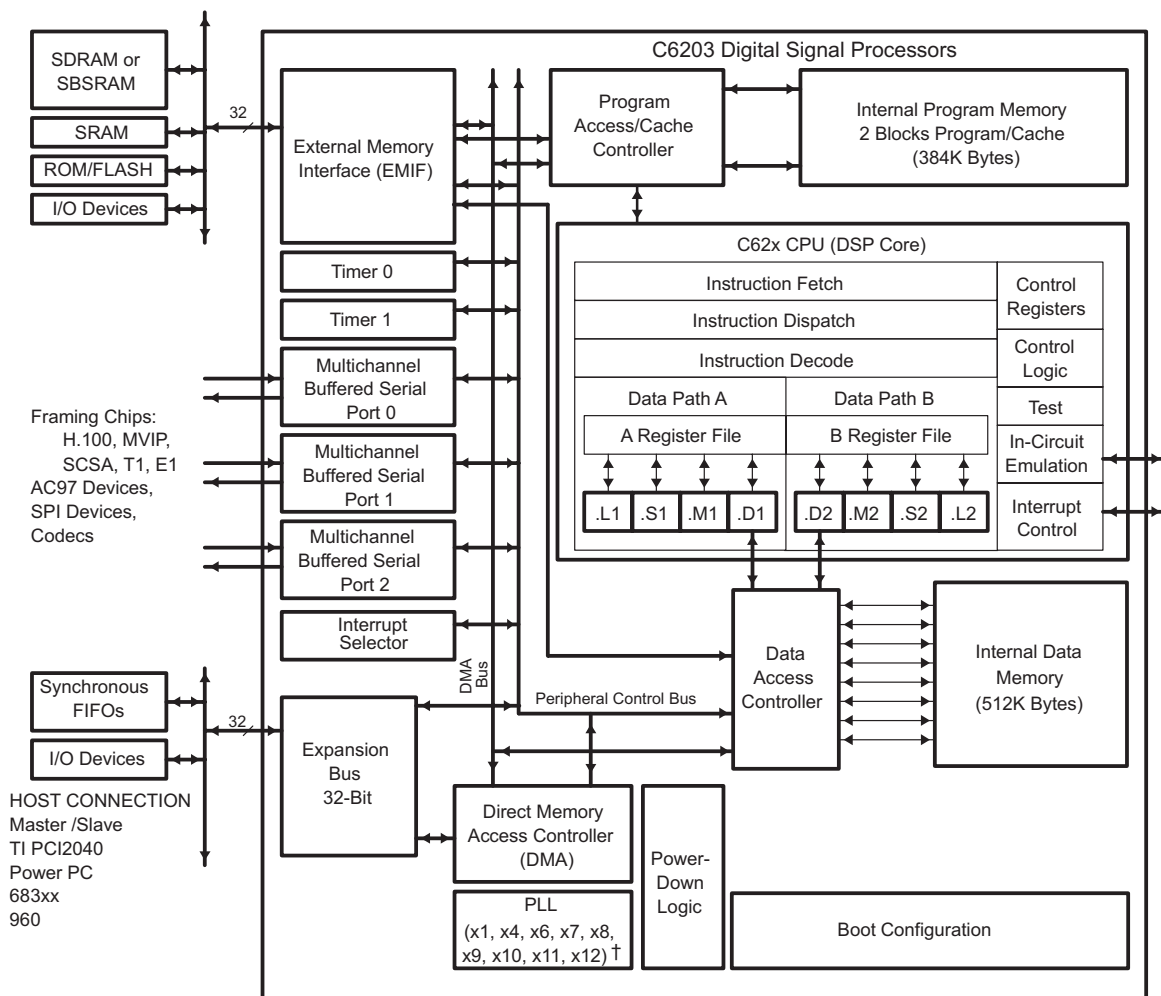 C6203 Digital Signal Processors
SDRAM or
SBSRAM
SRAM
ROM/FLASH
I/O Devices
32
External Memory
Interface (EMIF)
Program
Access/Cache
Controller
Internal Program Memory
2 Blocks Program/Cache
(384K Bytes)
C62x CPU (DSP Core)
Instruction Fetch
Instruction Dispatch
Instruction Decode
Control
Registers
Control
Logic
Test
In-Circuit
Emulation
Interrupt
Control
Data Path A
A Register File
.L1 .S1 .M1 .D1
Data Path B
B Register File
.D2 .M2 .S2 .L2
Timer 0
Timer 1
Multichannel
Buffered Serial
Port 0
Multichannel
Buffered Serial
Port 1
Multichannel
Buffered Serial
Port 2
Framing Chips:
H.100, MVIP,
SCSA, T1, E1
AC97 Devices,
SPI Devices,
Codecs
Interrupt
Selector
DMA
Bus
Peripheral Control Bus
Data
Access
Controller
Internal Data
Memory
(512K Bytes)
Synchronous
FIFOs
I/O Devices
32
Expansion
Bus
32-Bit
HOST CONNECTION
Master /Slave
TI PCI2040
Power PC
683xx
960
Direct Memory
Access Controller
(DMA)
PLL
(x1, x4, x6, x7, x8,
x9, x10, x11, x12) †
Power-
Down
Logic
Boot Configuration